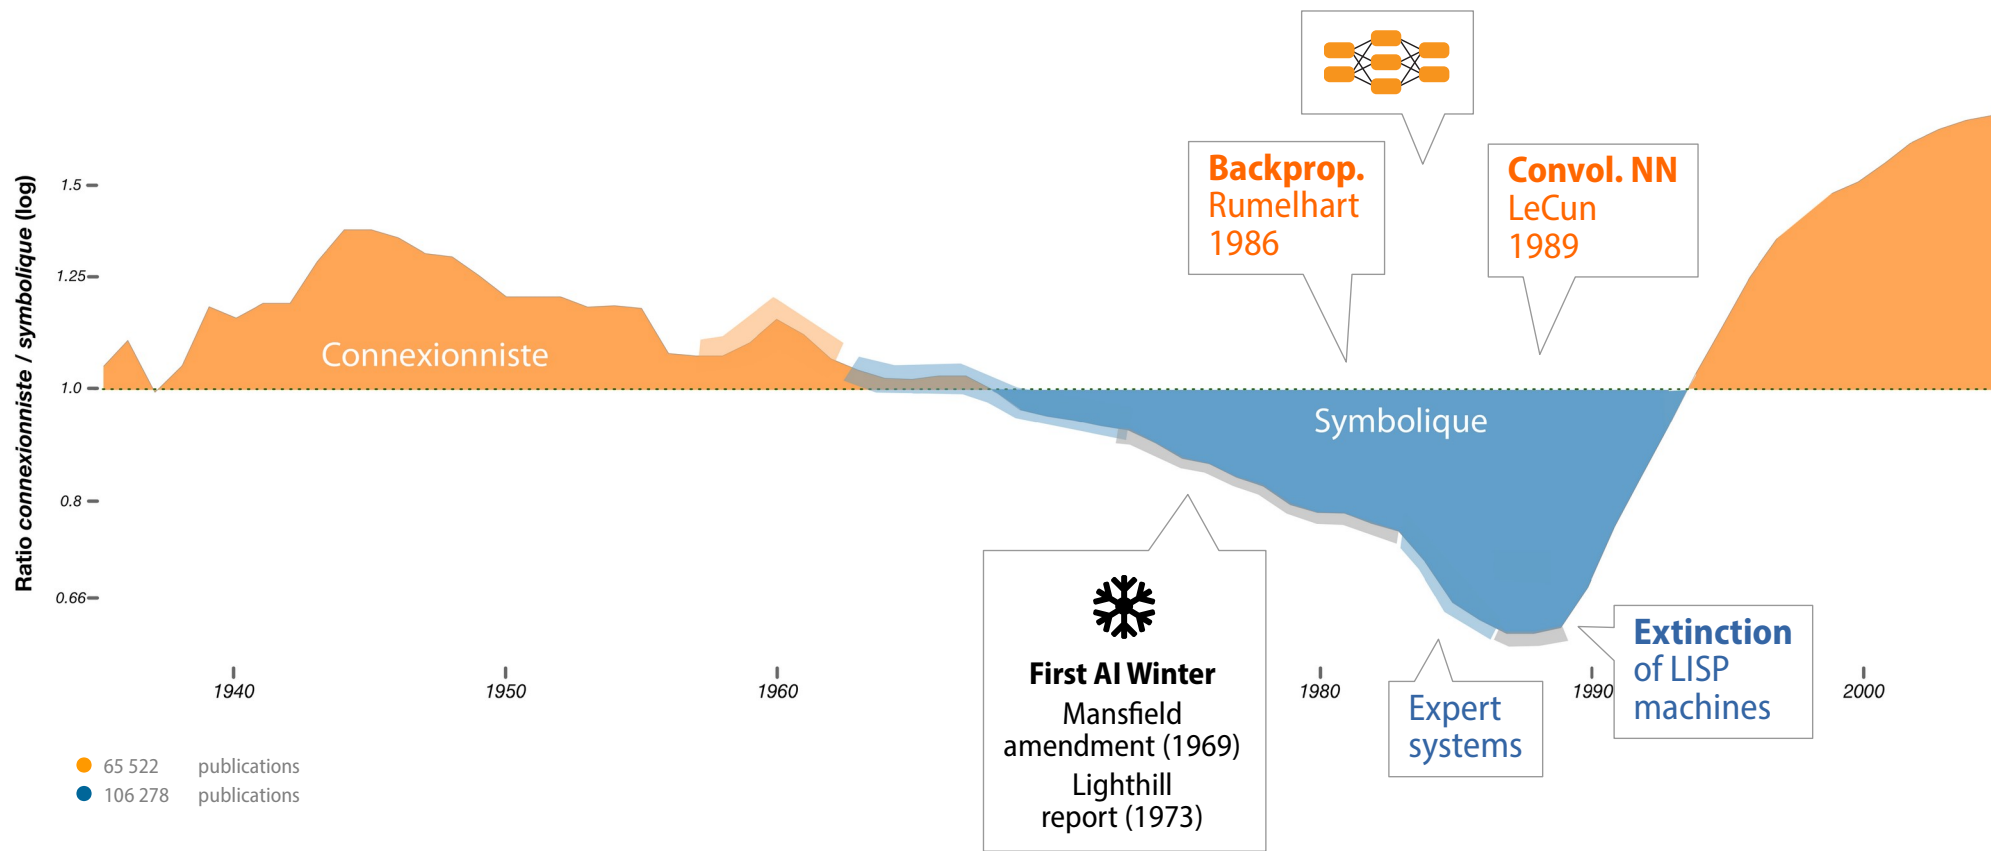 Ratio connexionniste / symbolique (log)
1.5
1.25
1.0
0.8
0.66
Connexionniste
Symbolique
Backprop.
Rumelhart
1986
Convol. NN
LeCun
1989
First AI Winter
Mansfield
amendment (1969)
Lighthill
report (1973)
Expert
systems
Extinction
of LISP
machines
1940
1950
1960
1980
1990
2000
65 522 publications
106 278 publications